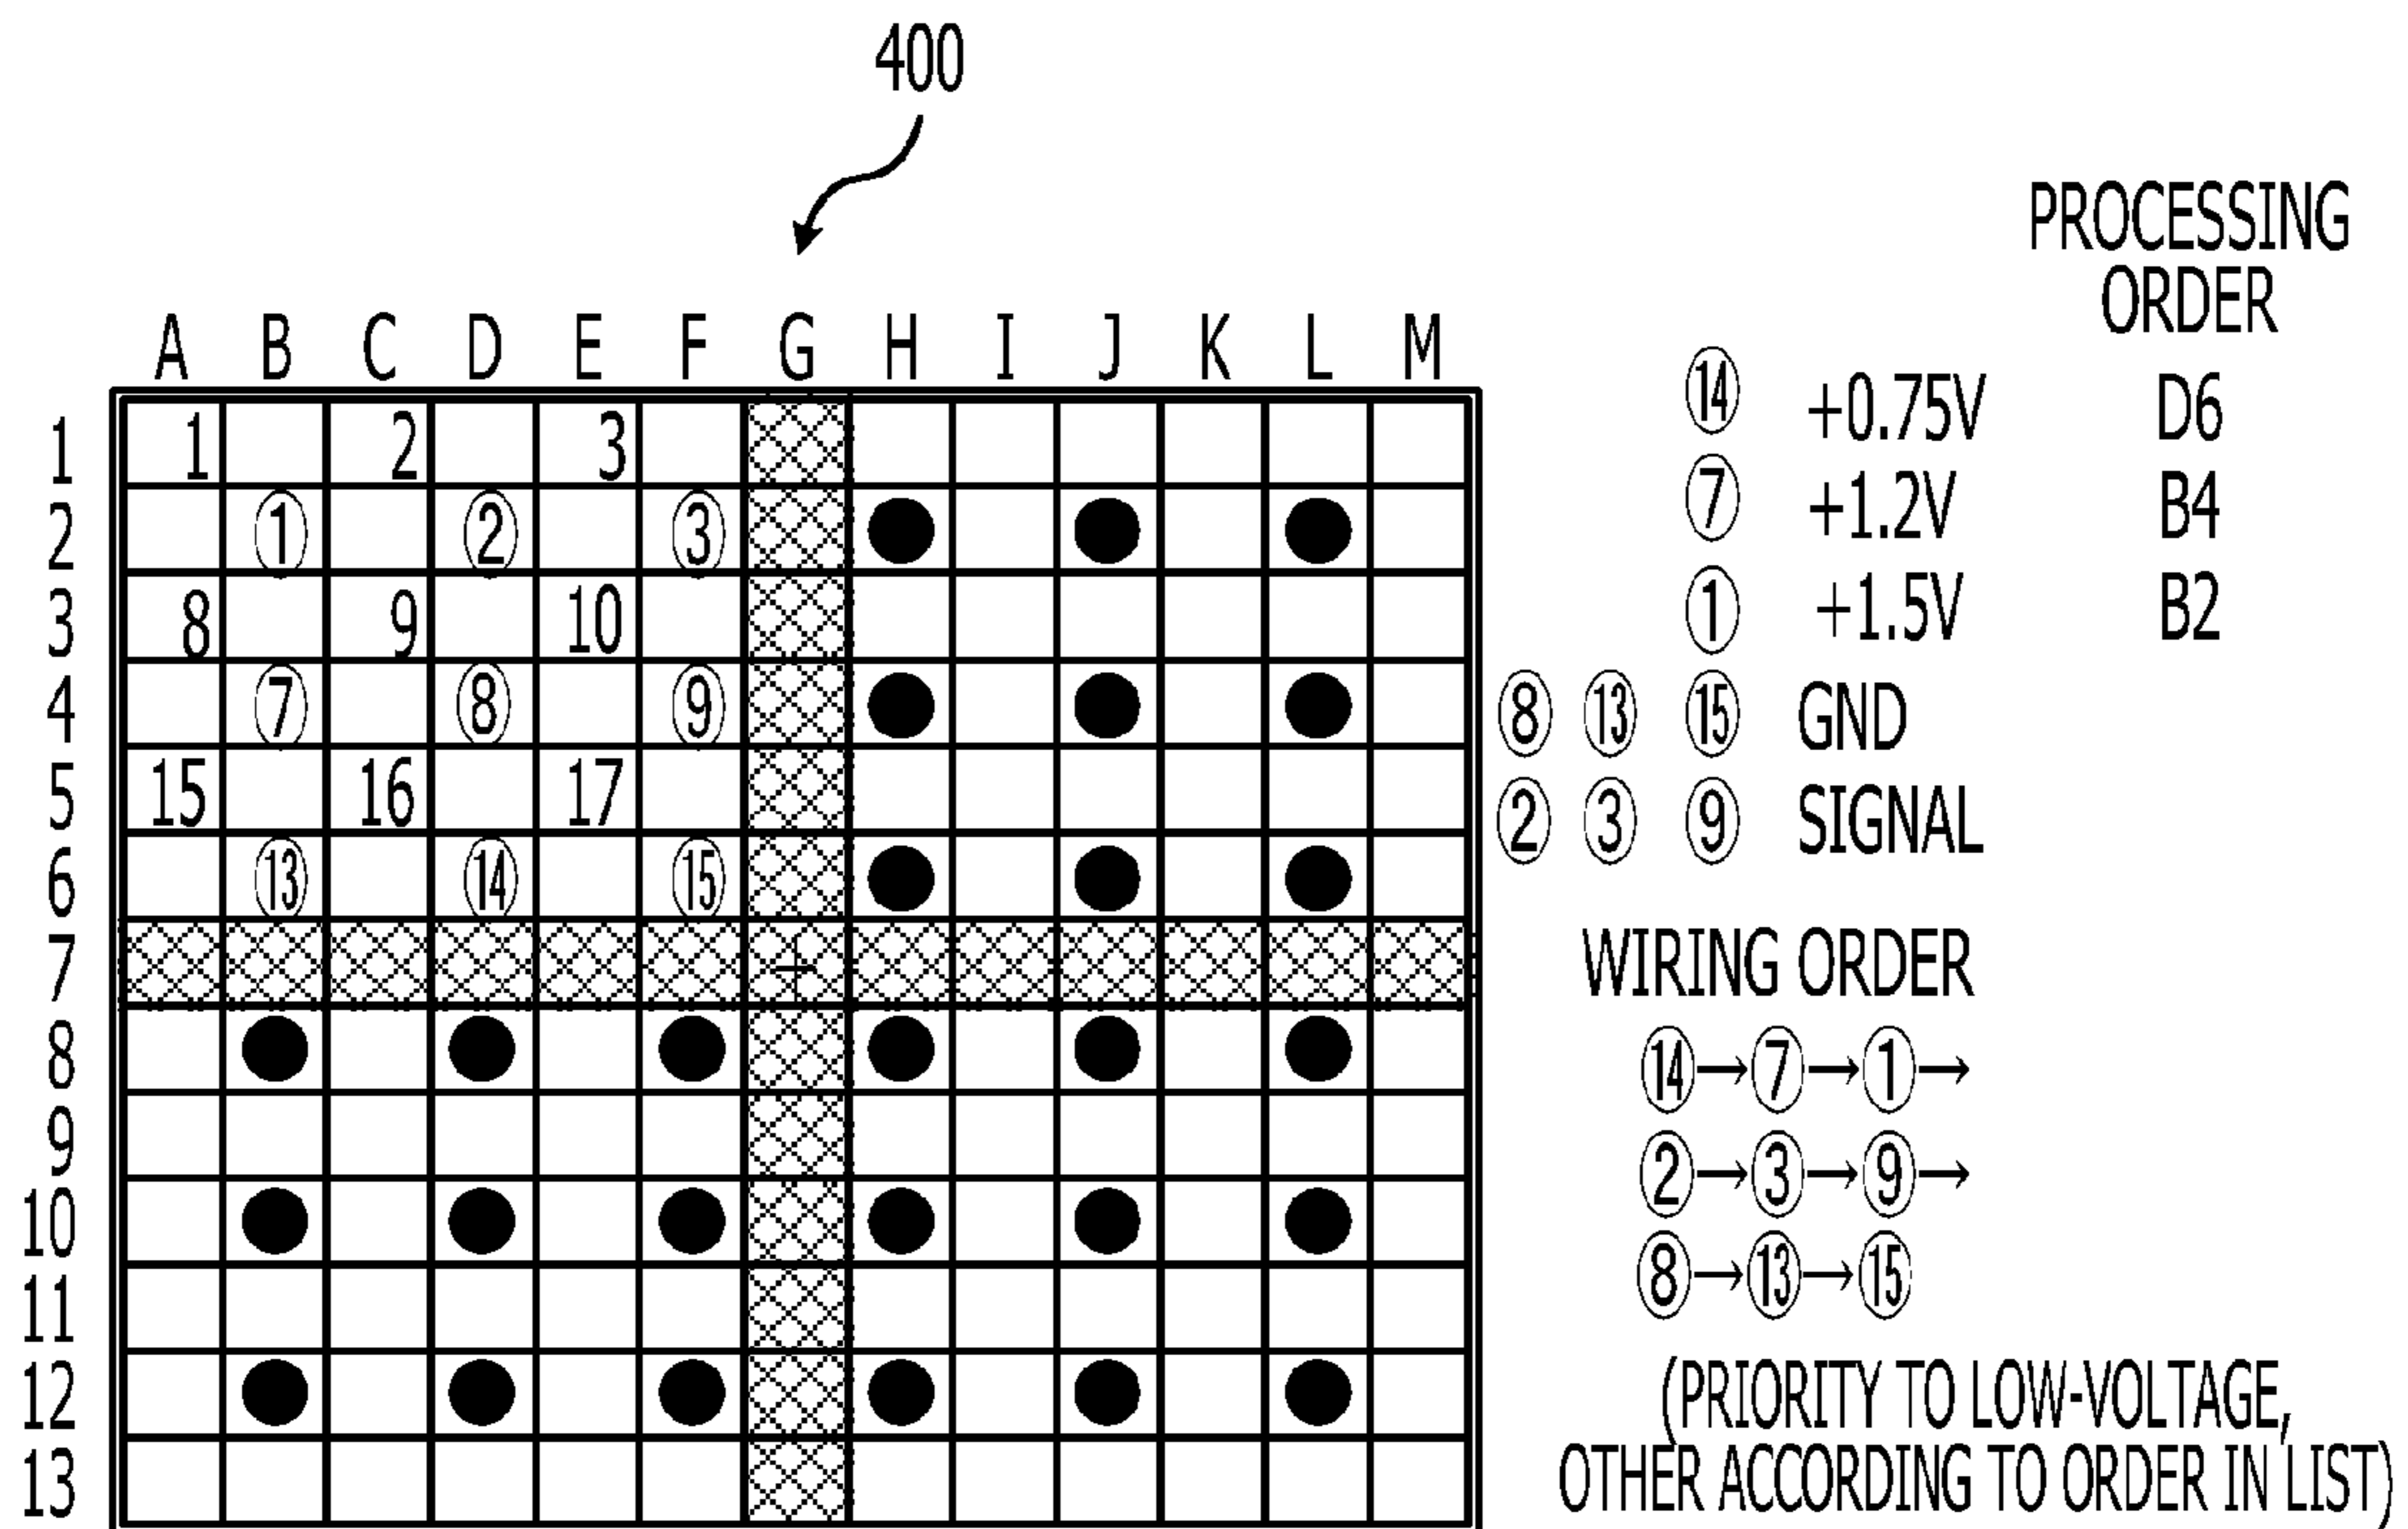 400
PROCESSING
ORDER
A B C D E F G H I J K L M
⑭ +0.75V D6
1 1 2 3
⑦ +1.2V B4
2 ① ② ③
① +1.5V B2
3 8 9 10
4 ⑦ ⑧ ⑨
⑧ ⑬ ⑮ GND
5 15 16 17
② ③ ⑨ SIGNAL
6 ⑬ ⑭ ⑮
7
WIRING ORDER
8
⑭→⑦→①→
9
②→③→⑨→
10
⑧→⑬→⑮
11
12
(PRIORITY TO LOW-VOLTAGE,
13
OTHER ACCORDING TO ORDER IN LIST)